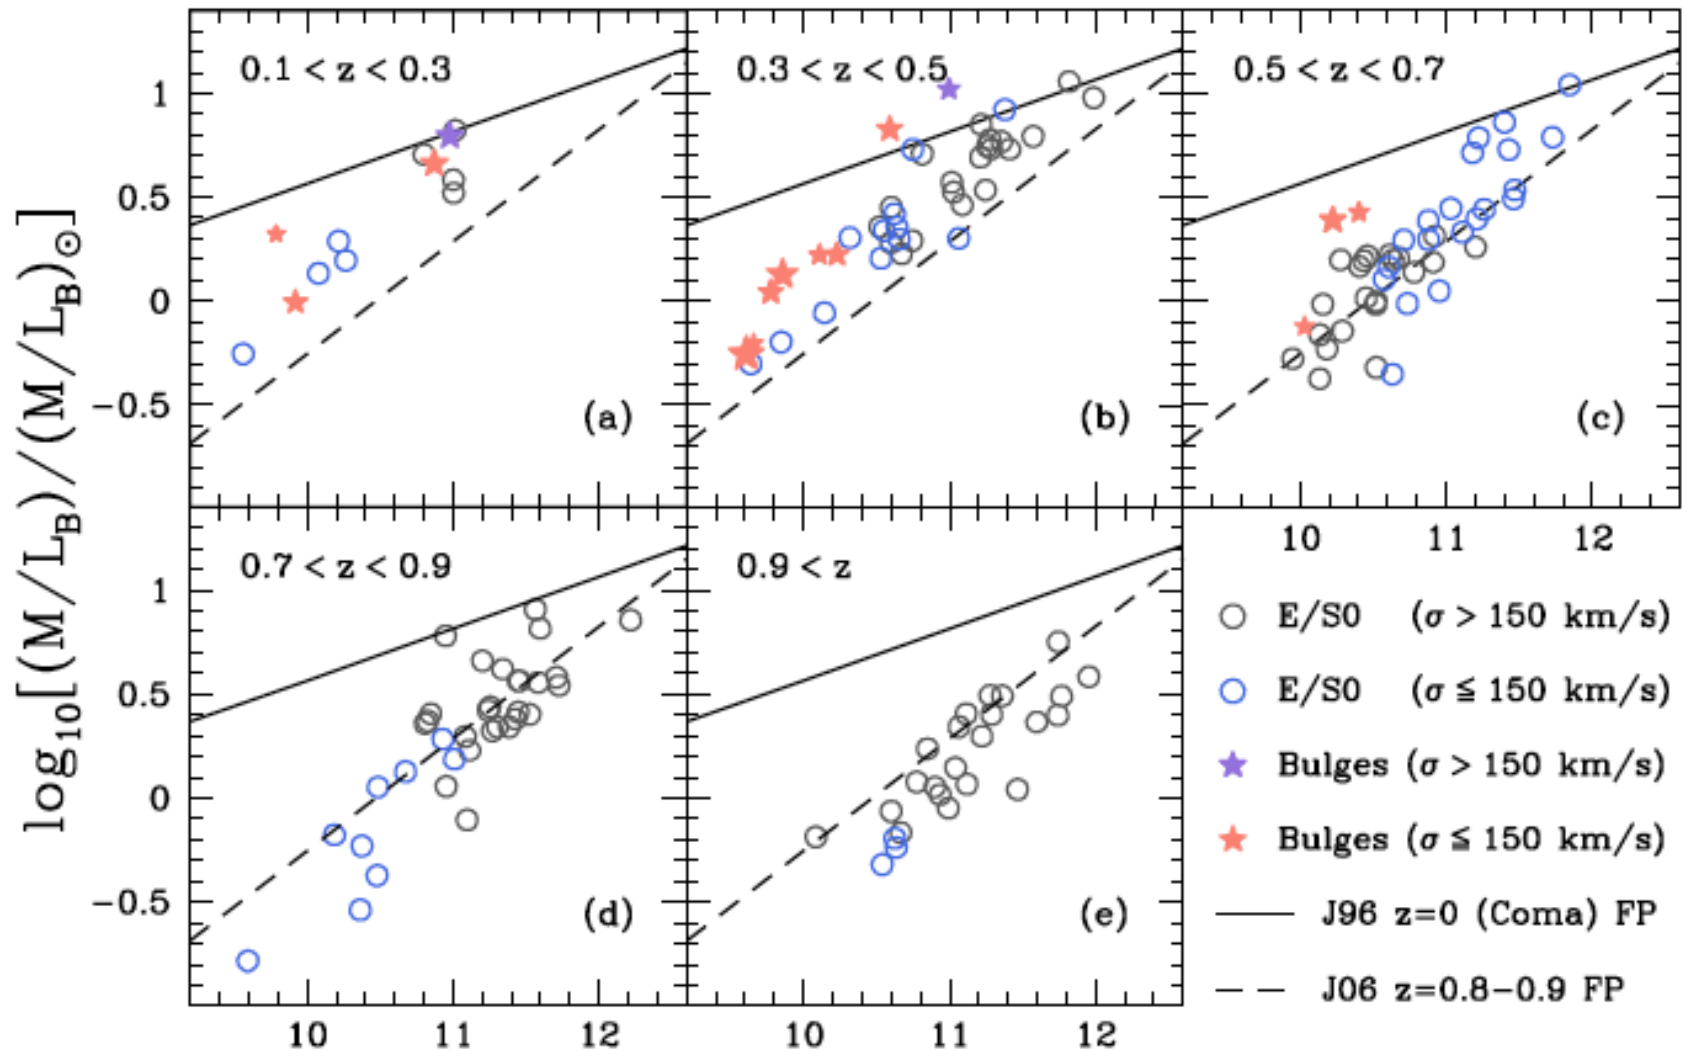 log₁₀[(M/L_B)/(M/L_B)_⊙]
0.1 < z < 0.3
0.3 < z < 0.5
0.5 < z < 0.7
1
0.5
0
−0.5
(a)
(b)
(c)
10 11 12
0.7 < z < 0.9
0.9 < z
1
0.5
0
−0.5
(d)
(e)
10 11 12
10 11 12
E/S0 (σ > 150 km/s)
E/S0 (σ ≦ 150 km/s)
Bulges (σ > 150 km/s)
Bulges (σ ≦ 150 km/s)
J96 z=0 (Coma) FP
J06 z=0.8−0.9 FP